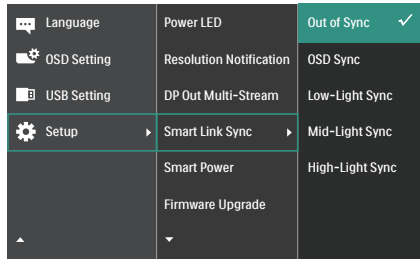 Language
OSD Setting
USB Setting
Setup
Power LED
Resolution Notification
DP Out Multi-Stream
Smart Link Sync
Smart Power
Firmware Upgrade
Out of Sync
OSD Sync
Low-Light Sync
Mid-Light Sync
High-Light Sync